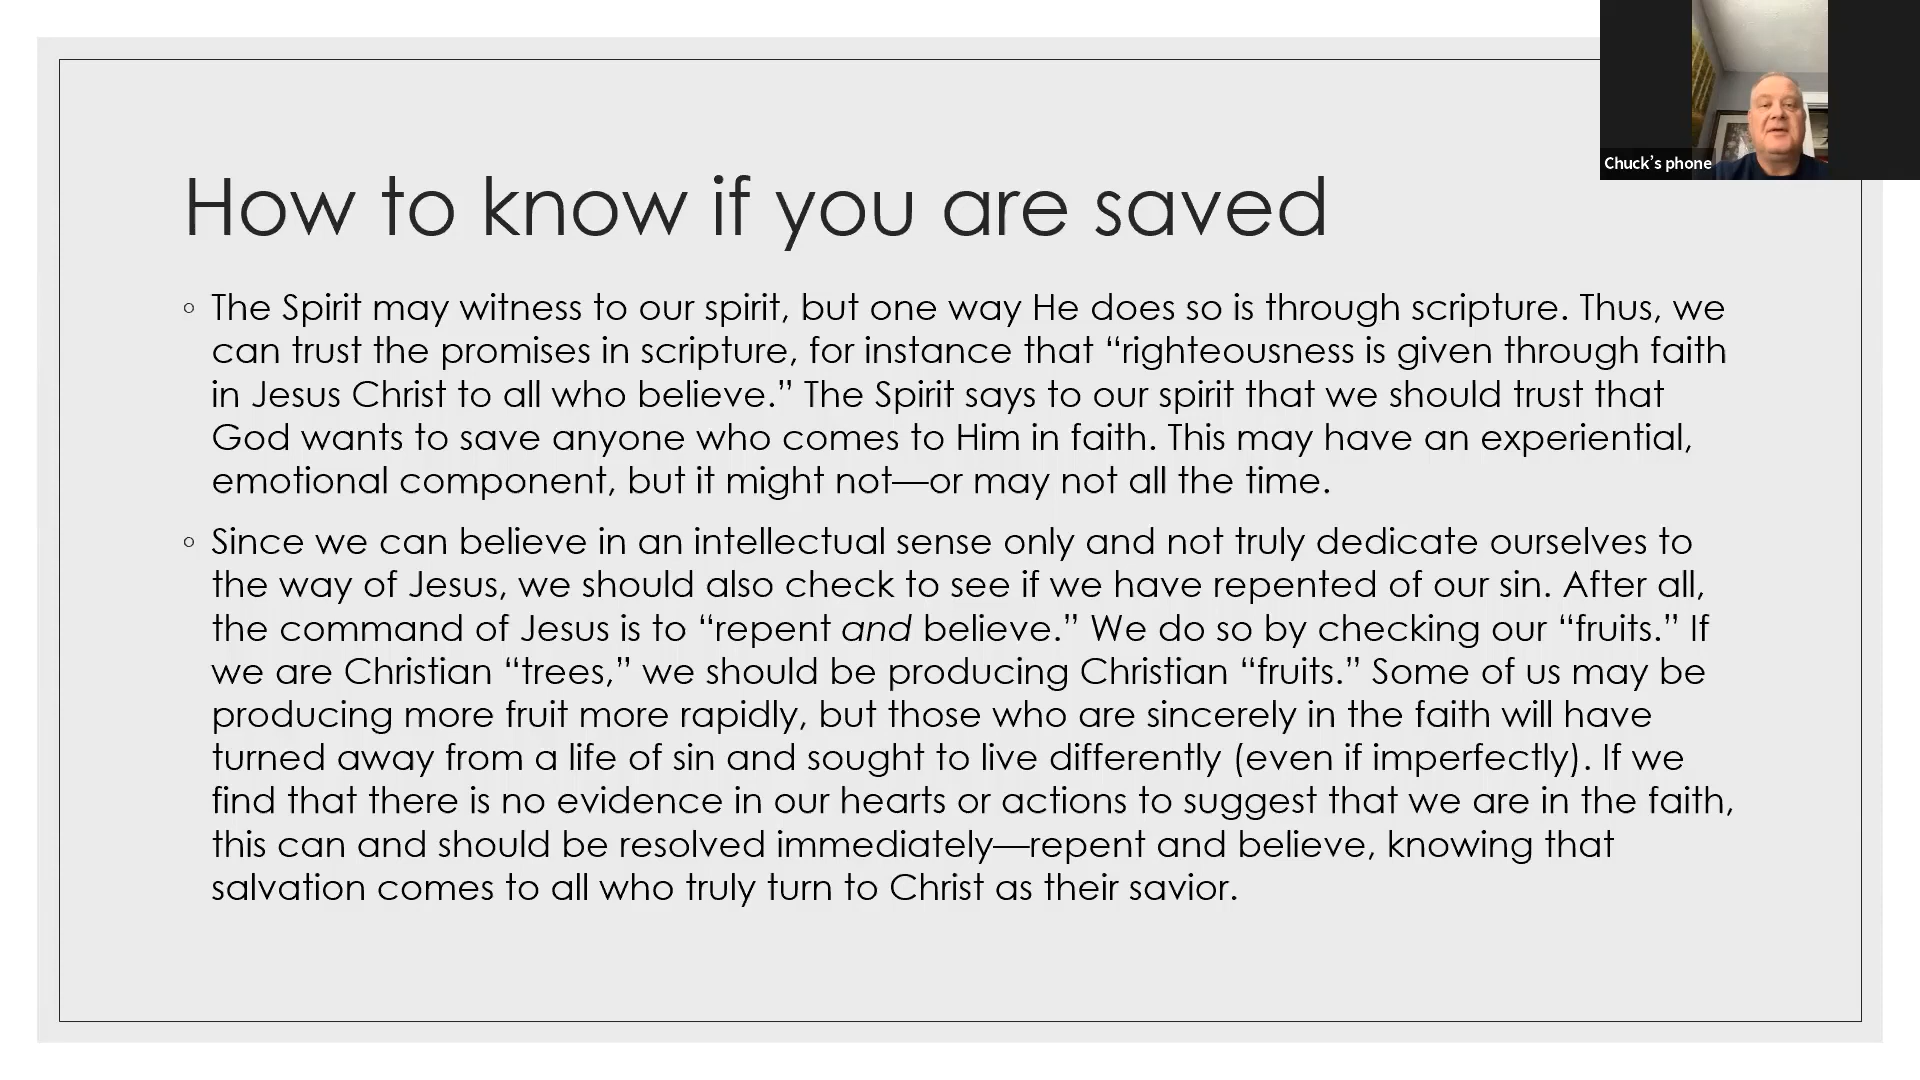 Chuck’s phone
How to know if you are saved
◦ The Spirit may witness to our spirit, but one way He does so is through scripture. Thus, we
can trust the promises in scripture, for instance that “righteousness is given through faith
in Jesus Christ to all who believe.” The Spirit says to our spirit that we should trust that
God wants to save anyone who comes to Him in faith. This may have an experiential,
emotional component, but it might not—or may not all the time.
◦ Since we can believe in an intellectual sense only and not truly dedicate ourselves to
the way of Jesus, we should also check to see if we have repented of our sin. After all,
the command of Jesus is to “repent and believe.” We do so by checking our “fruits.” If
we are Christian “trees,” we should be producing Christian “fruits.” Some of us may be
producing more fruit more rapidly, but those who are sincerely in the faith will have
turned away from a life of sin and sought to live differently (even if imperfectly). If we
find that there is no evidence in our hearts or actions to suggest that we are in the faith,
this can and should be resolved immediately—repent and believe, knowing that
salvation comes to all who truly turn to Christ as their savior.